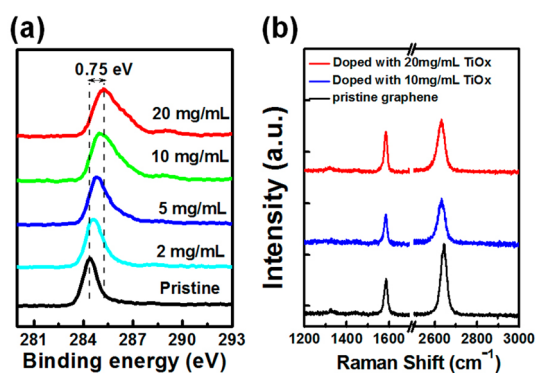 (a)
0.75 eV
20 mg/mL
10 mg/mL
5 mg/mL
2 mg/mL
Pristine
281 284 287 290 293
Binding energy (eV)
(b)
Intensity (a.u.)
Doped with 20mg/mL TiOx
Doped with 10mg/mL TiOx
pristine graphene
1200 1400 1600 2600 2800 3000
Raman Shift (cm⁻¹)